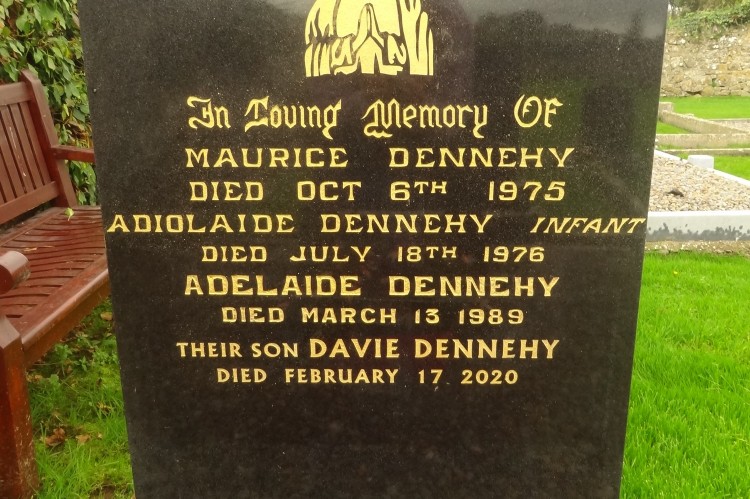 In Loving Memory Of
MAURICE DENNEHY
DIED OCT 6TH 1975
ADIOLAIDE DENNEHY INFANT
DIED JULY 18TH 1976
ADELAIDE DENNEHY
DIED MARCH 13 1989
THEIR SON DAVIE DENNEHY
DIED FEBRUARY 17 2020